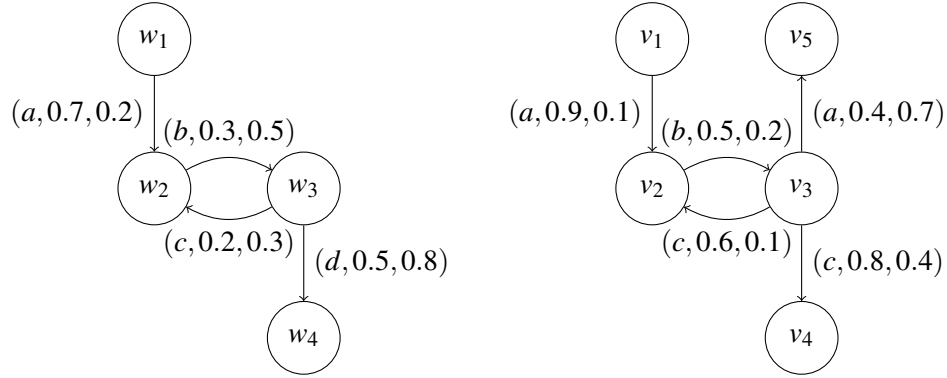 w₁
(a, 0.7, 0.2)
(b, 0.3, 0.5)
w₂
w₃
(c, 0.2, 0.3)
(d, 0.5, 0.8)
w₄
v₁
v₅
(a, 0.9, 0.1)
(b, 0.5, 0.2)
(a, 0.4, 0.7)
v₂
v₃
(c, 0.6, 0.1)
(c, 0.8, 0.4)
v₄